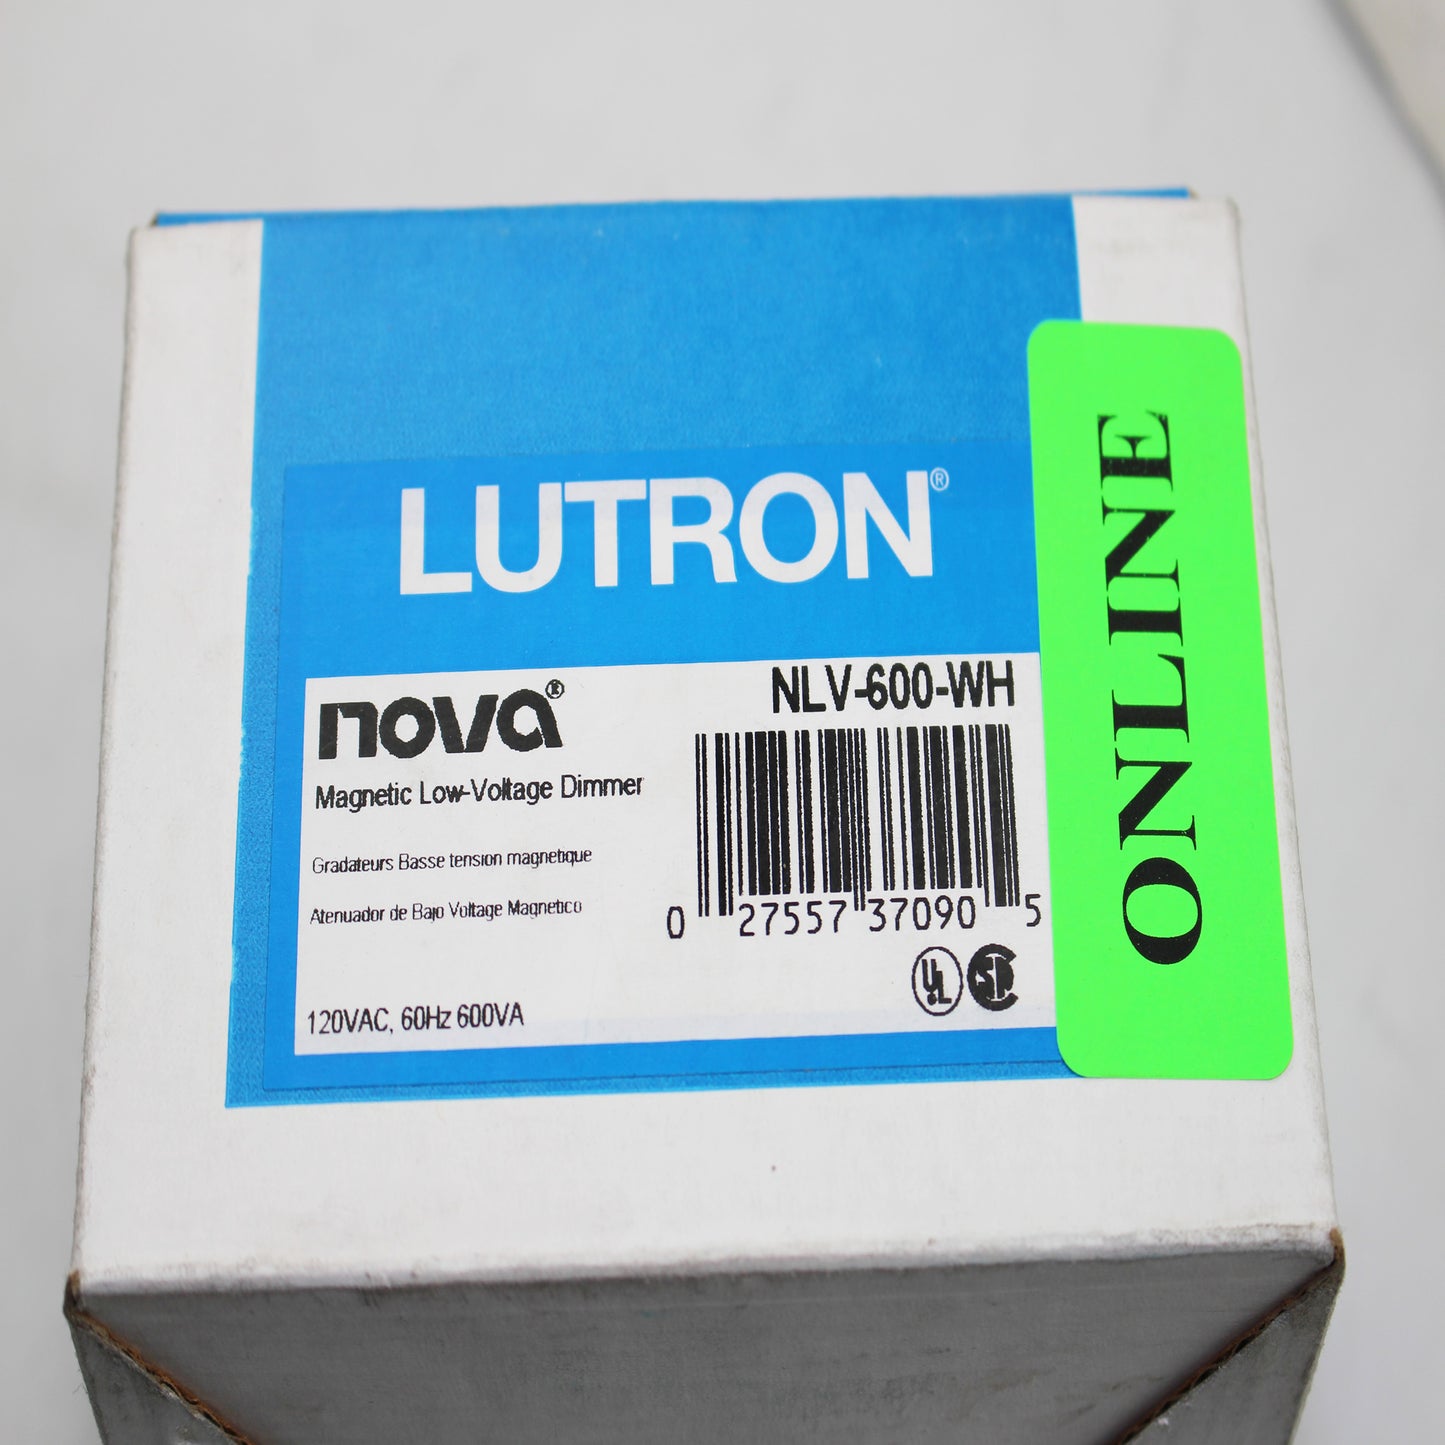 LUTRON®
nova®
NLV-600-WH
Magnetic Low-Voltage Dimmer
Gradateurs Basse tension magnetique
Atenuador de Bajo Voltage Magnetico
0 27557 37090 5
120VAC, 60Hz 600VA
UL
ONLINE